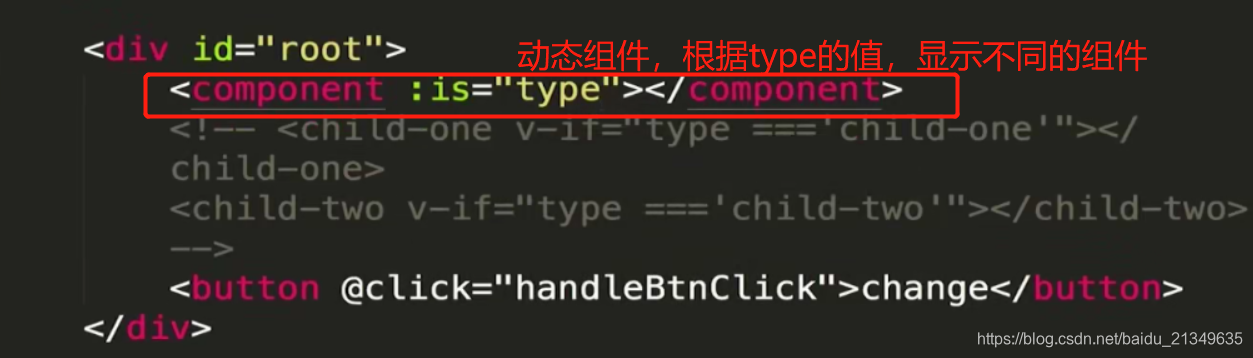 <div id="root">
动态组件，根据type的值，显示不同的组件
<component :is="type"></component>
<!-- <child-one v-if="type ==='child-one'"></
child-one>
<child-two v-if="type ==='child-two'"></child-two>
-->
<button @click="handleBtnClick">change</button>
</div>
https://blog.csdn.net/baidu_21349635